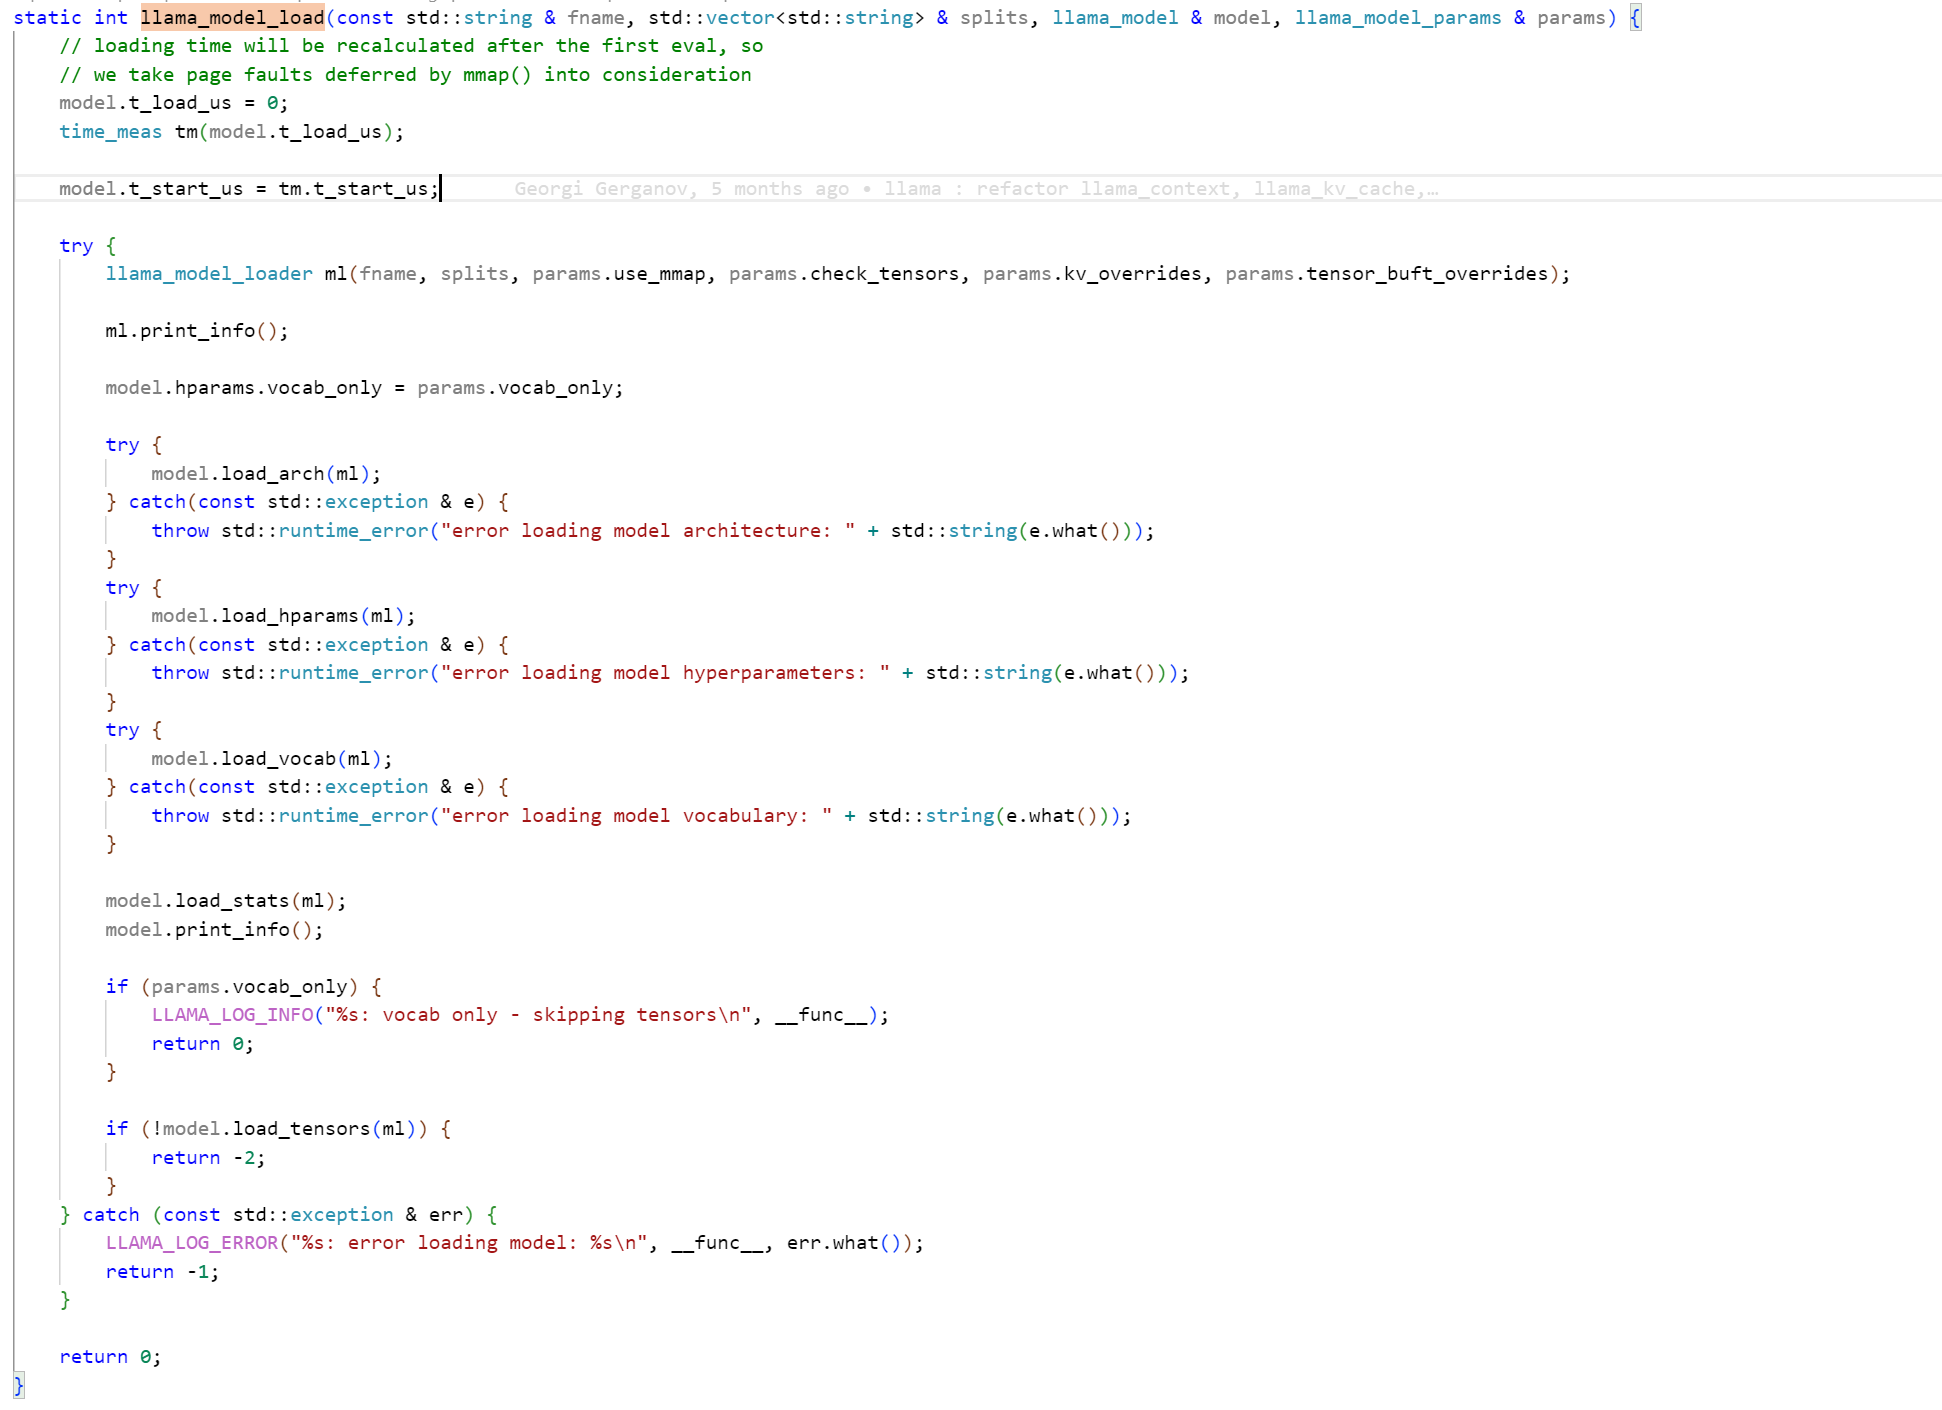 static int llama_model_load(const std::string & fname, std::vector<std::string> & splits, llama_model & model, llama_model_params & params) {
    // loading time will be recalculated after the first eval, so
    // we take page faults deferred by mmap() into consideration
    model.t_load_us = 0;
    time_meas tm(model.t_load_us);
    model.t_start_us = tm.t_start_us; Georgi Gerganov, 5 months ago • llama : refactor llama_context, llama_kv_cache,…
    try {
        llama_model_loader ml(fname, splits, params.use_mmap, params.check_tensors, params.kv_overrides, params.tensor_buft_overrides);
        ml.print_info();
        model.hparams.vocab_only = params.vocab_only;
        try {
            model.load_arch(ml);
        } catch(const std::exception & e) {
            throw std::runtime_error("error loading model architecture: " + std::string(e.what()));
        }
        try {
            model.load_hparams(ml);
        } catch(const std::exception & e) {
            throw std::runtime_error("error loading model hyperparameters: " + std::string(e.what()));
        }
        try {
            model.load_vocab(ml);
        } catch(const std::exception & e) {
            throw std::runtime_error("error loading model vocabulary: " + std::string(e.what()));
        }
        model.load_stats(ml);
        model.print_info();
        if (params.vocab_only) {
            LLAMA_LOG_INFO("%s: vocab only - skipping tensors\n", __func__);
            return 0;
        }
        if (!model.load_tensors(ml)) {
            return -2;
        }
    } catch (const std::exception & err) {
        LLAMA_LOG_ERROR("%s: error loading model: %s\n", __func__, err.what());
        return -1;
    }
    return 0;
}